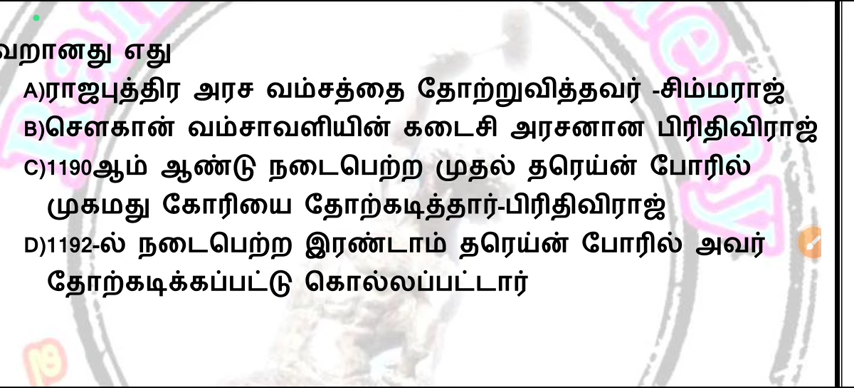 வறானது எது
A)ராஜபுத்திர அரச வம்சத்தை தோற்றுவித்தவர் -சிம்மராஜ்
B)சௌகான் வம்சாவளியின் கடைசி அரசனான பிரிதிவிராஜ்
C)1190ஆம் ஆண்டு நடைபெற்ற முதல் தரெய்ன் போரில்
முகமது கோரியை தோற்கடித்தார்-பிரிதிவிராஜ்
D)1192-ல் நடைபெற்ற இரண்டாம் தரெய்ன் போரில் அவர்
தோற்கடிக்கப்பட்டு கொல்லப்பட்டார்